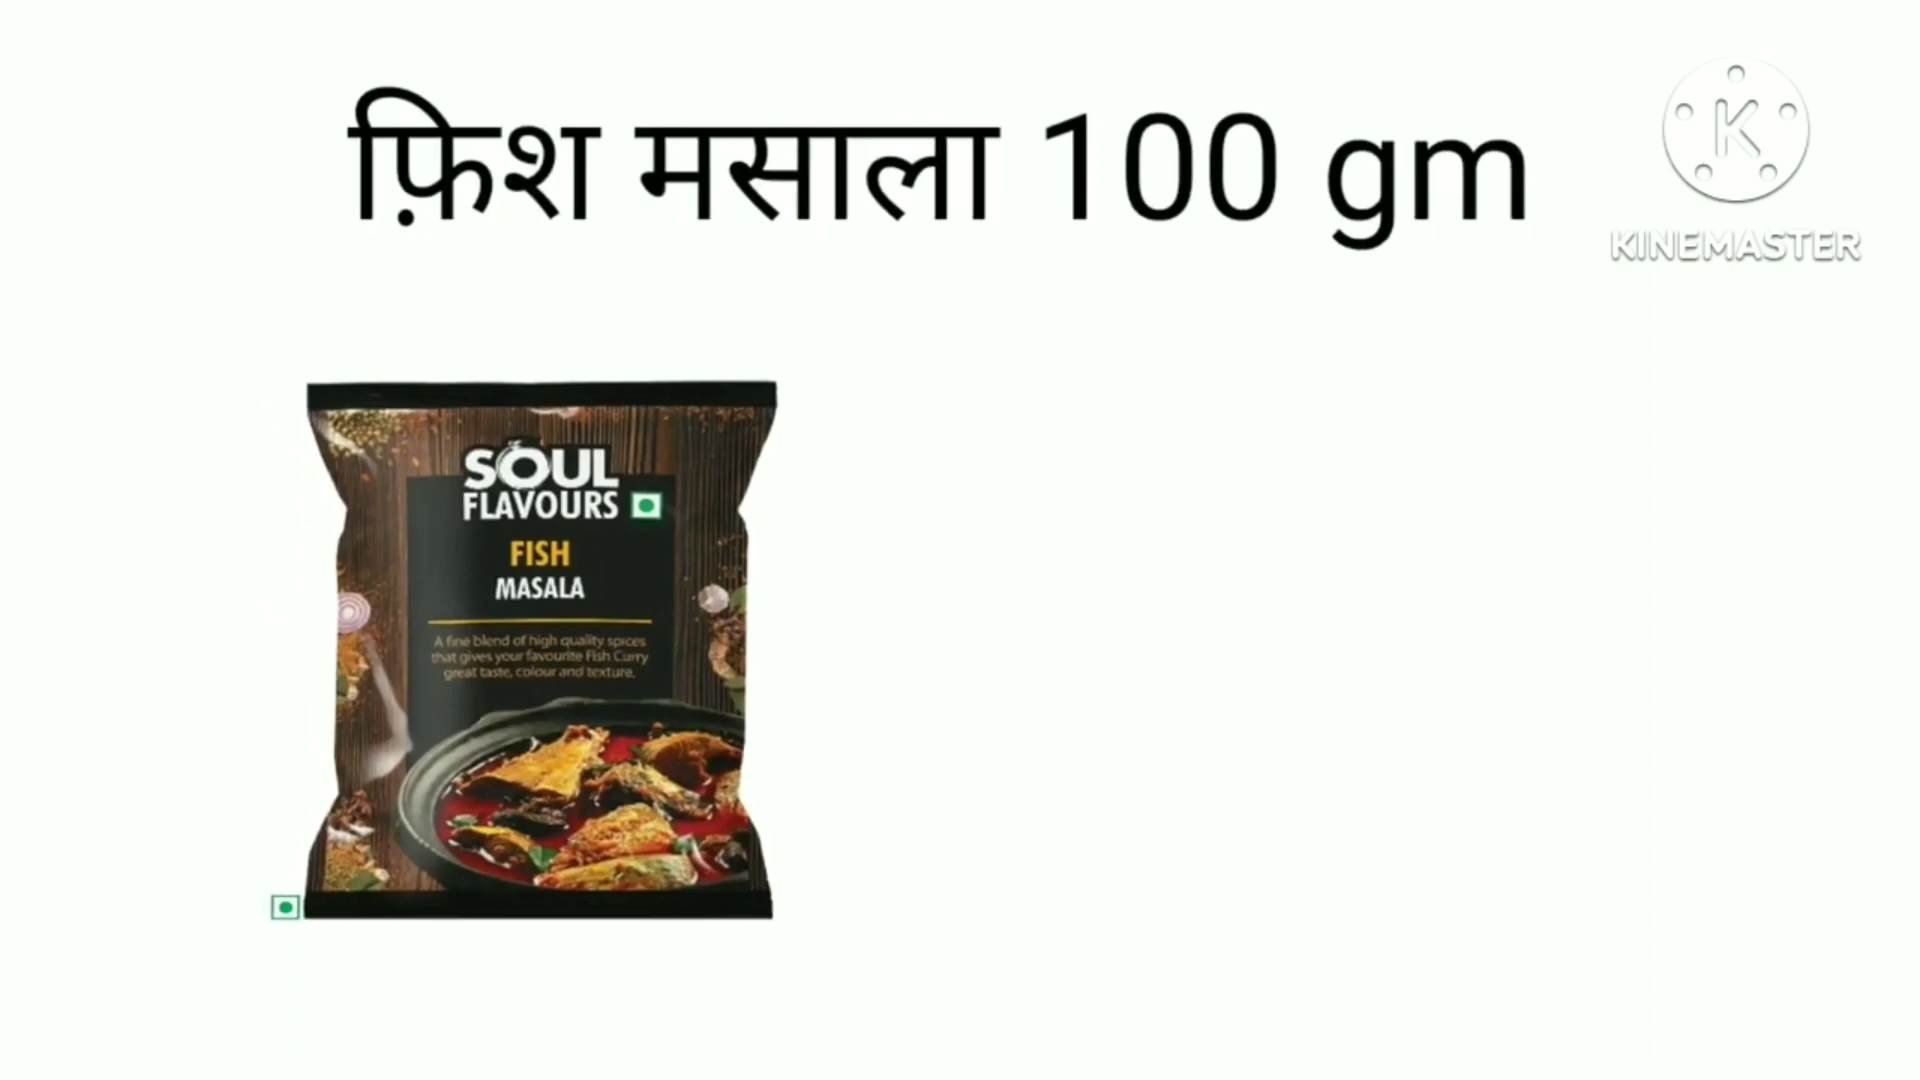 फ़िश मसाला 100 gm
K
KINEMASTER
SOUL
FLAVOURS
FISH
MASALA
A fine blend of high quality spices
that gives your favourite Fish Curry
great taste, colour and texture.